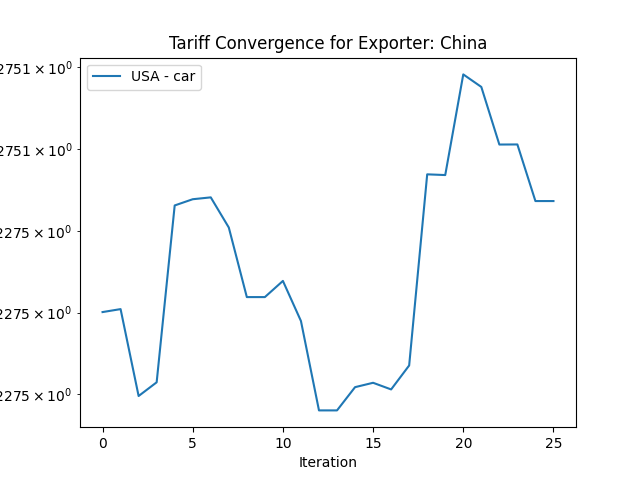 Tariff Convergence for Exporter: China
USA - car
2751 × 10⁰
2751 × 10⁰
2275 × 10⁰
2275 × 10⁰
2275 × 10⁰
0 5 10 15 20 25
Iteration